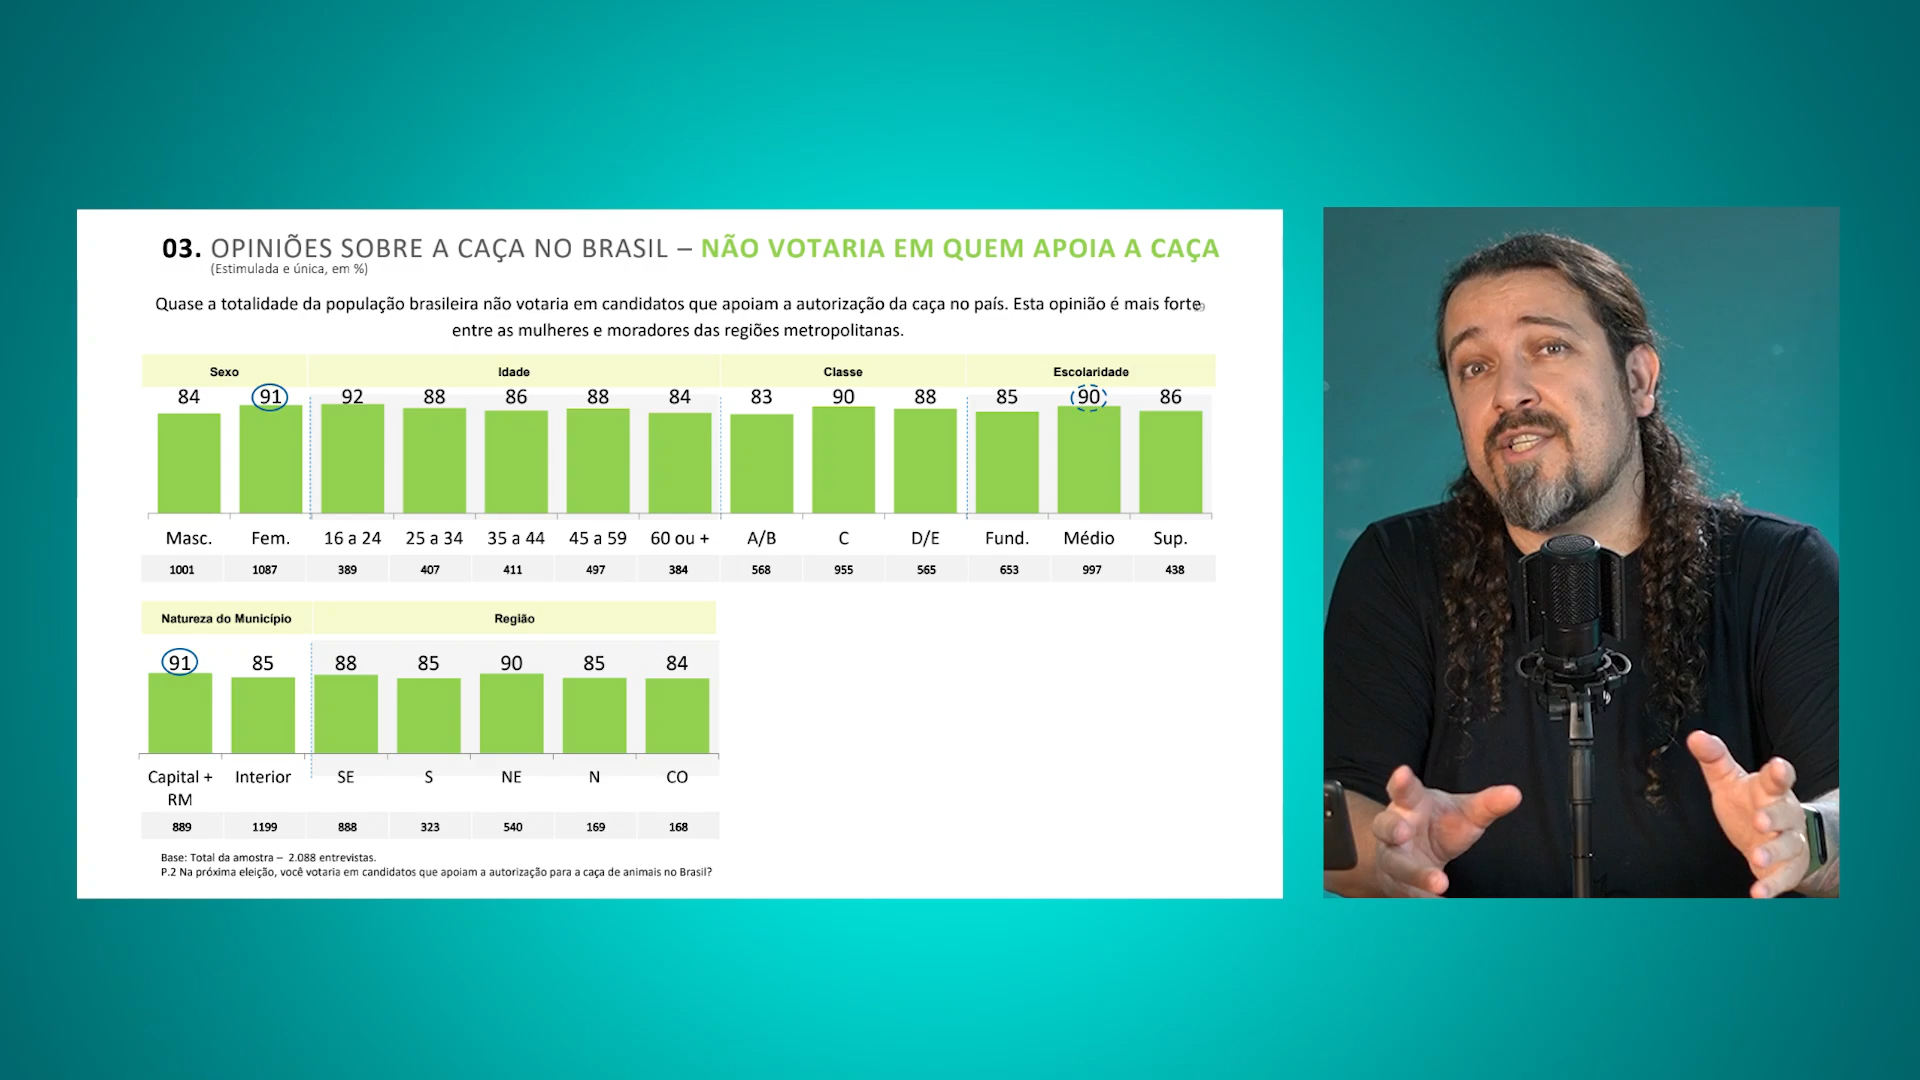 03. OPINIÕES SOBRE A CAÇA NO BRASIL – NÃO VOTARIA EM QUEM APOIA A CAÇA
(Estimulada e única, em %)
Quase a totalidade da população brasileira não votaria em candidatos que apoiam a autorização da caça no país. Esta opinião é mais forte
entre as mulheres e moradores das regiões metropolitanas.
Sexo Idade Classe Escolaridade
84 91 92 88 86 88 84 83 90 88 85 90 86
Masc. Fem. 16 a 24 25 a 34 35 a 44 45 a 59 60 ou + A/B C D/E Fund. Médio Sup.
1001 1087 389 407 411 497 384 568 955 565 653 997 438
Natureza do Município Região
91 85 88 85 90 85 84
Capital + Interior SE S NE N CO
RM
889 1199 888 323 540 169 168
Base: Total da amostra – 2.088 entrevistas.
P.2 Na próxima eleição, você votaria em candidatos que apoiam a autorização para a caça de animais no Brasil?